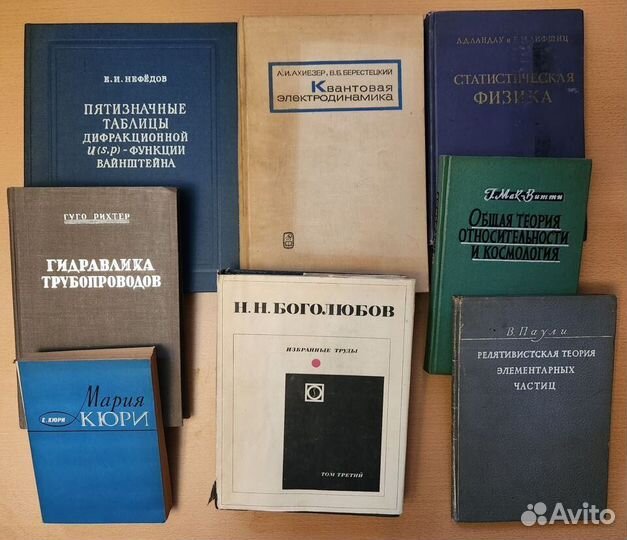 Е. И. НЕФЁДОВ
ПЯТИЗНАЧНЫЕ
ТАБЛИЦЫ
ДИФРАКЦИОННОЙ
u(s,p)-ФУНКЦИИ
ВАЙНШТЕЙНА
А.И.АХИЕЗЕР, В.Б.БЕРЕСТЕЦКИЙ
Квантовая
электродинамика
Л.Д.ЛАНДАУ и Е.М.ЛИФШИЦ
СТАТИСТИЧЕСКАЯ
ФИЗИКА
ГУГО РИХТЕР
ГИДРАВЛИКА
ТРУБОПРОВОДОВ
Г. Мак-Витти
ОБЩАЯ ТЕОРИЯ
ОТНОСИТЕЛЬНОСТИ
И КОСМОЛОГИЯ
Н. Н. БОГОЛЮБОВ
ИЗБРАННЫЕ ТРУДЫ
ТОМ ТРЕТИЙ
В. Паули
РЕЛЯТИВИСТСКАЯ ТЕОРИЯ
ЭЛЕМЕНТАРНЫХ
ЧАСТИЦ
Мария
КЮРИ
Е. КЮРИ
Avito